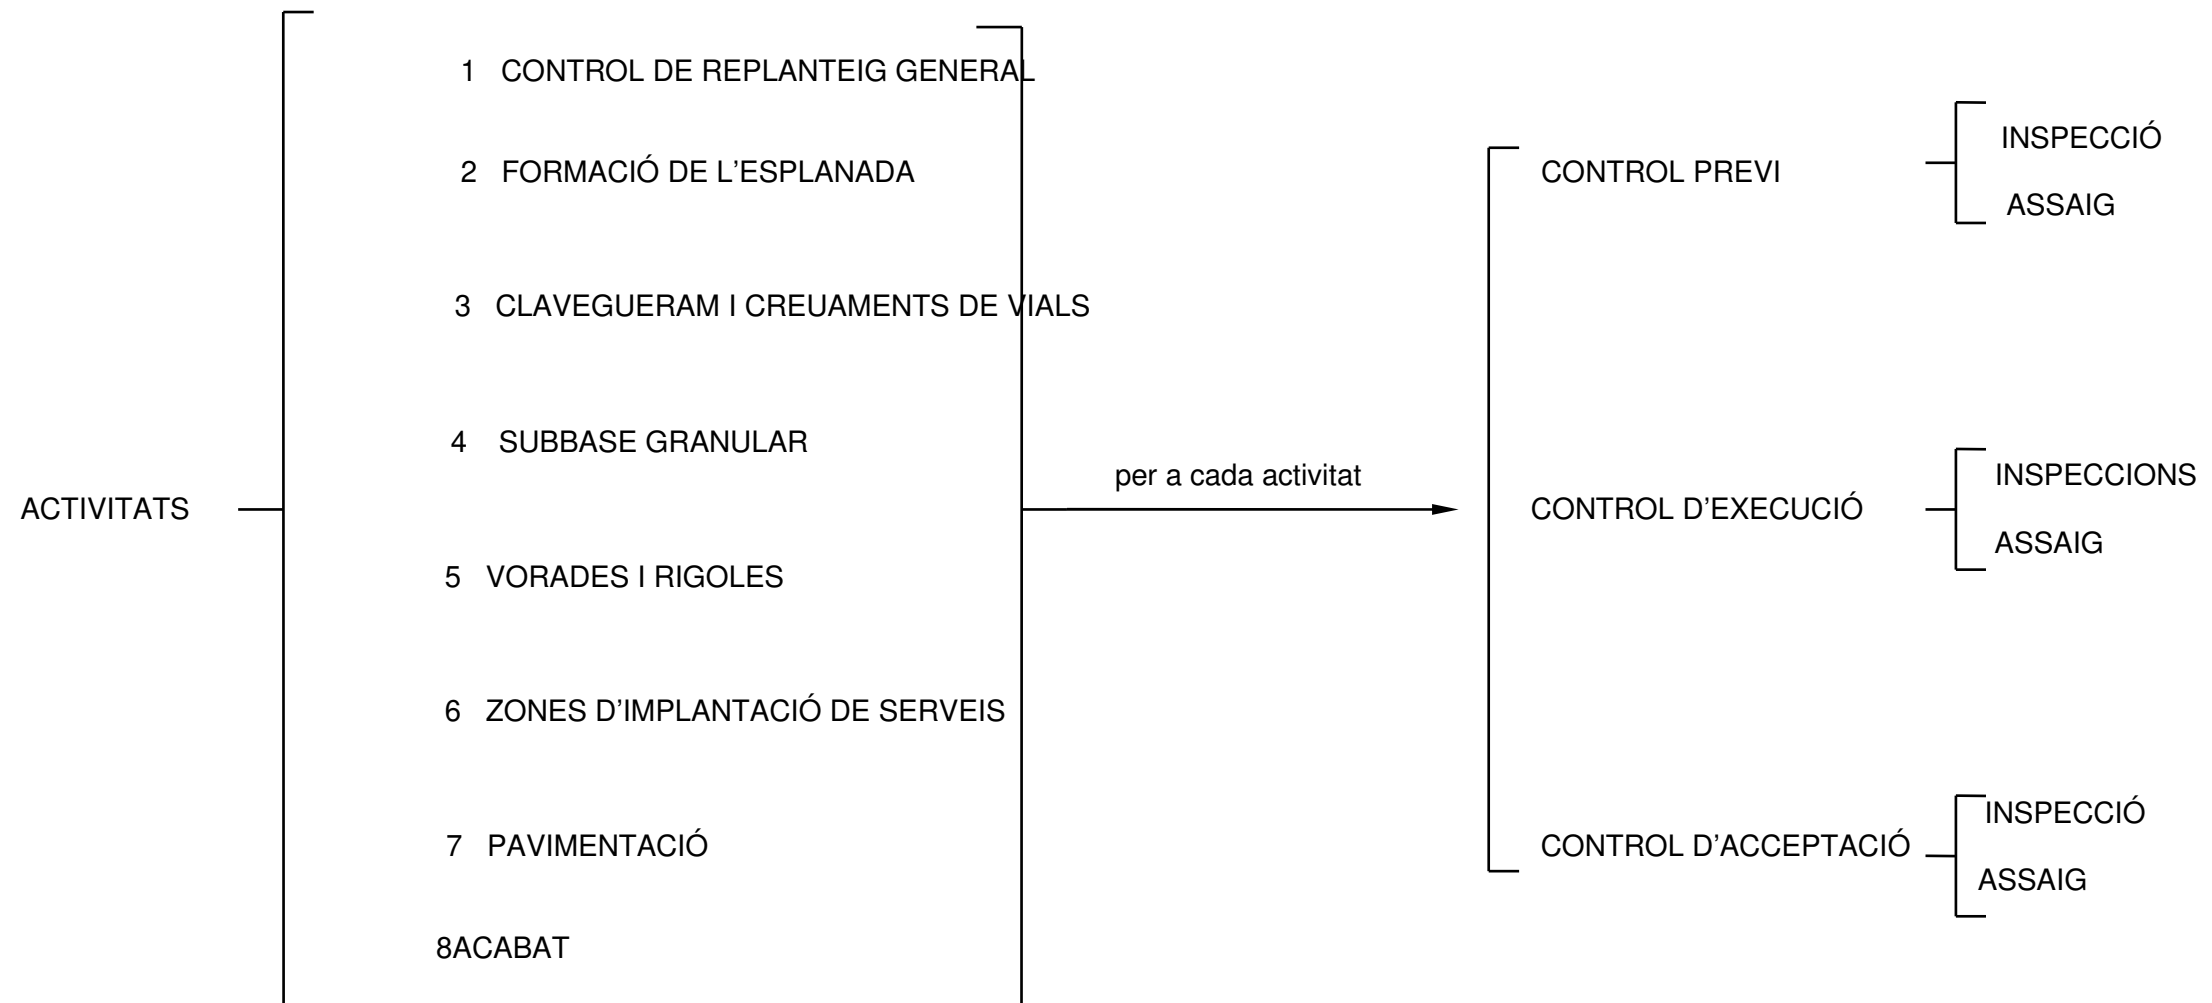 ACTIVITATS
1 CONTROL DE REPLANTEIG GENERAL
2 FORMACIÓ DE L'ESPLANADA
3 CLAVEGUERAM I CREUAMENTS DE VIALS
4 SUBBASE GRANULAR
5 VORADES I RIGOLES
6 ZONES D'IMPLANTACIÓ DE SERVEIS
7 PAVIMENTACIÓ
8ACABAT
per a cada activitat
CONTROL PREVI
INSPECCIÓ
ASSAIG
CONTROL D'EXECUCIÓ
INSPECCIONS
ASSAIG
CONTROL D'ACCEPTACIÓ
INSPECCIÓ
ASSAIG